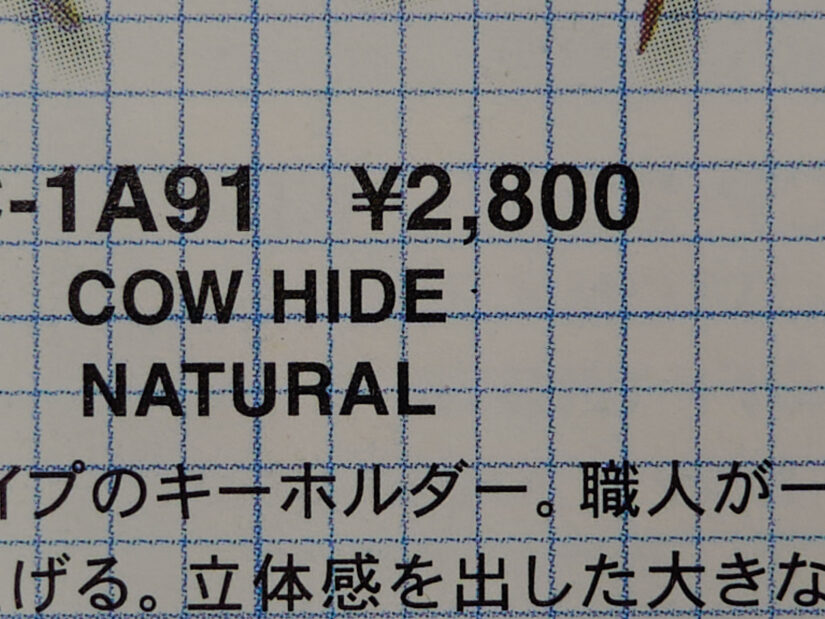 -1A91 ¥2,800
COW HIDE
NATURAL
イプのキーホルダー。職人が一
げる。立体感を出した大きな